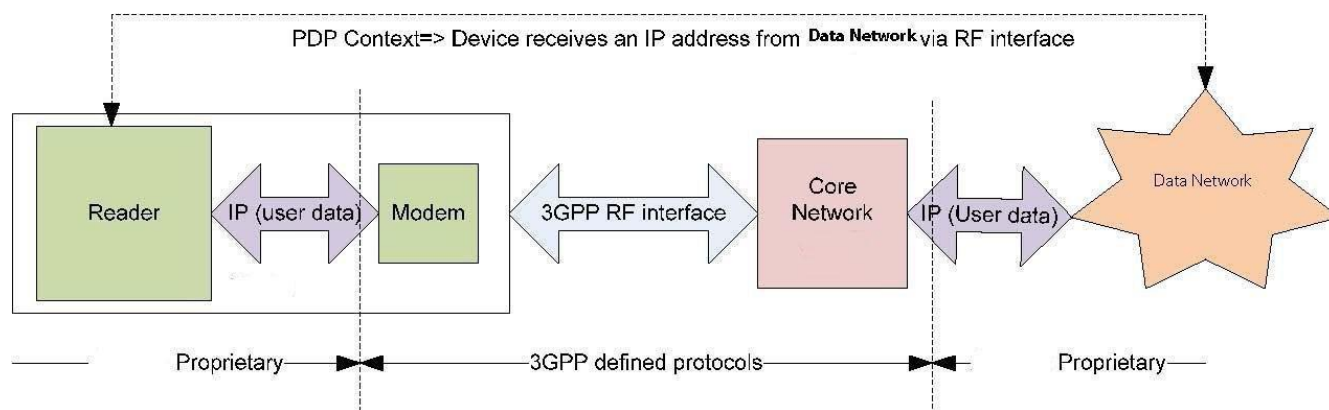 PDP Context=> Device receives an IP address from Data Network via RF interface
Reader
IP (user data)
Modem
3GPP RF interface
Core
Network
IP (User data)
Data Network
Proprietary
3GPP defined protocols
Proprietary